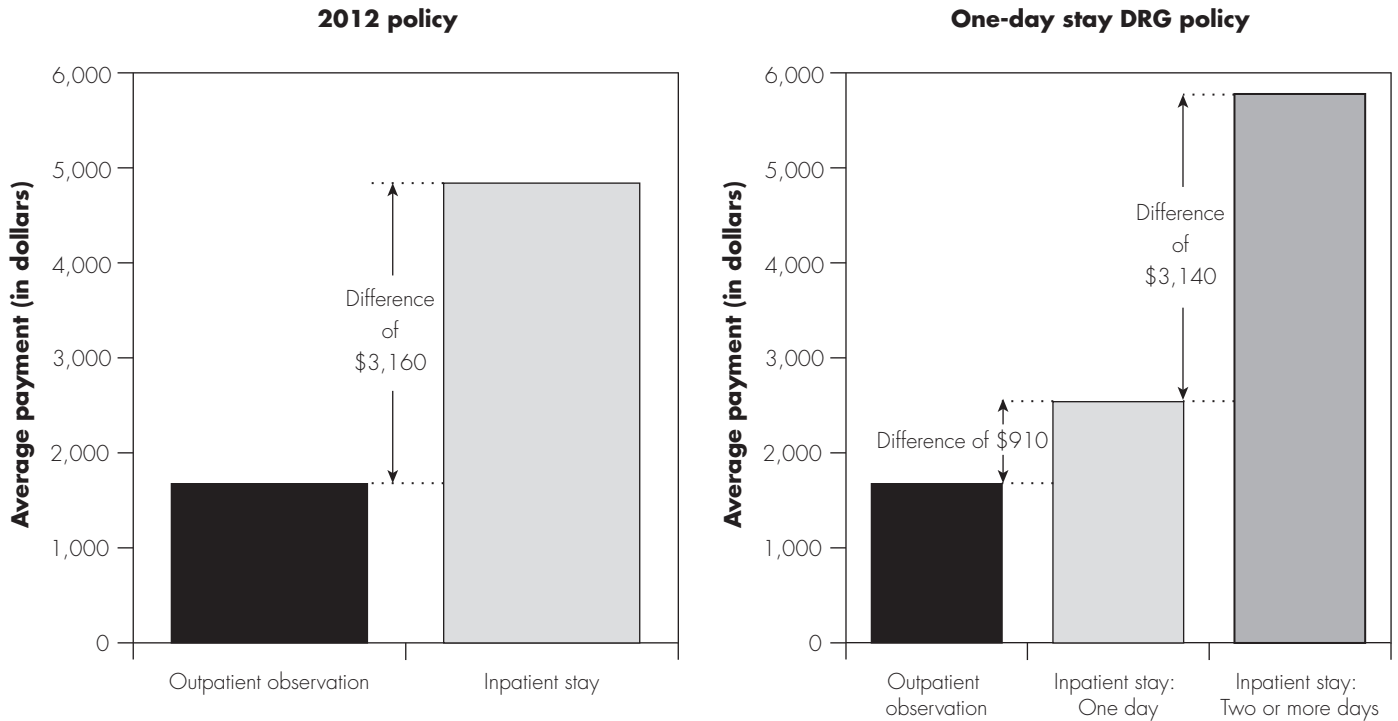 2012 policy
Average payment (in dollars)
6,000
5,000
4,000
3,000
2,000
1,000
0
Difference
of
$3,160
Outpatient observation
Inpatient stay
One-day stay DRG policy
Average payment (in dollars)
6,000
5,000
4,000
3,000
2,000
1,000
0
Difference of $910
Difference
of
$3,140
Outpatient
observation
Inpatient stay:
One day
Inpatient stay:
Two or more days